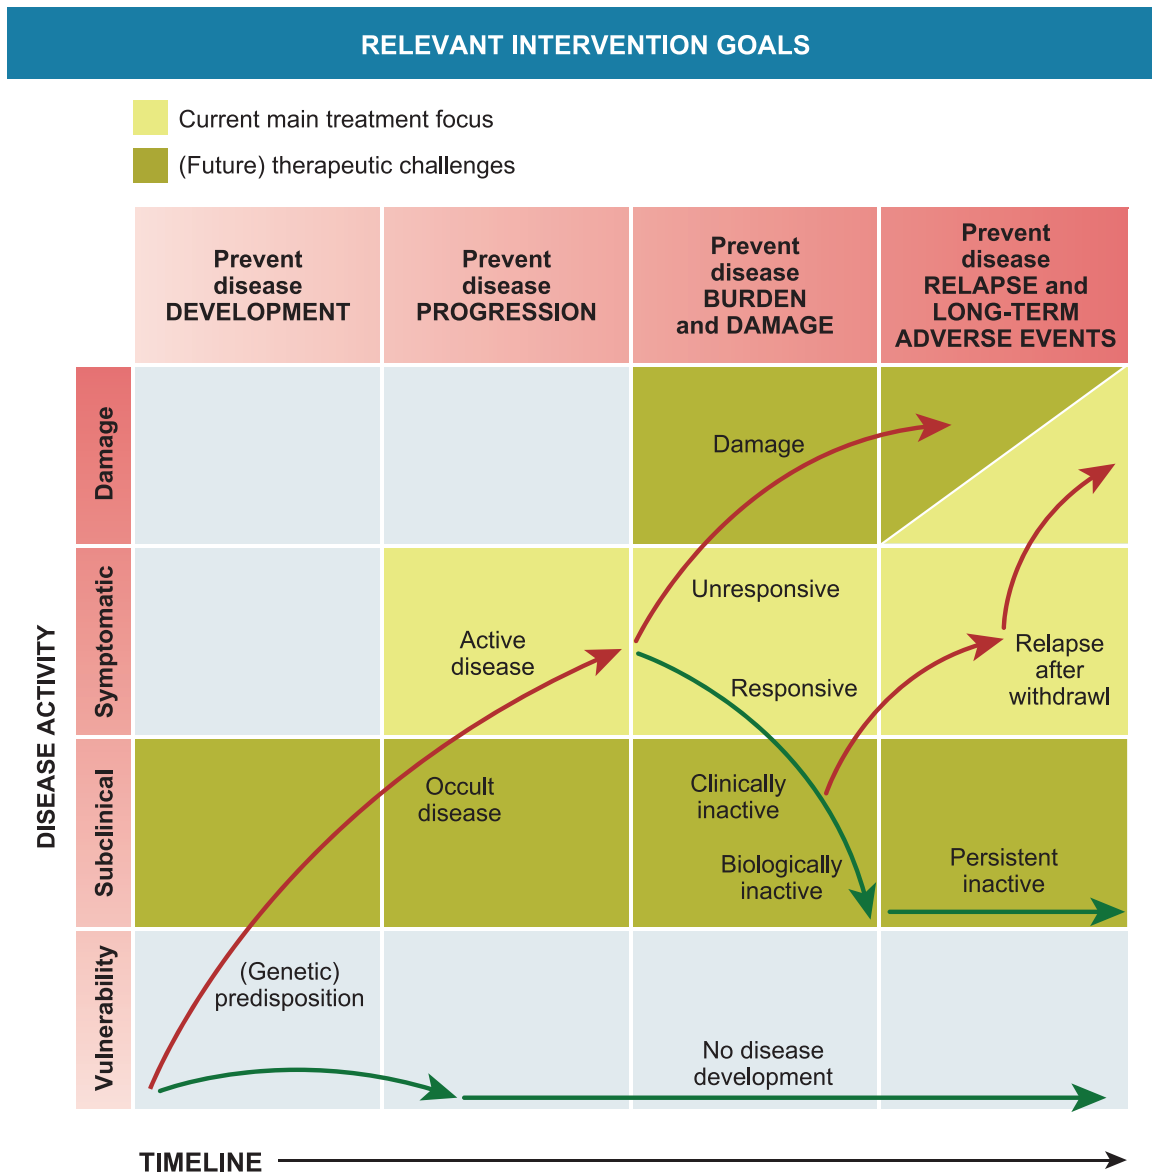 RELEVANT INTERVENTION GOALS
Current main treatment focus
(Future) therapeutic challenges
Prevent
disease
DEVELOPMENT
Prevent
disease
PROGRESSION
Prevent
disease
BURDEN
and DAMAGE
Prevent
disease
RELAPSE and
LONG-TERM
ADVERSE EVENTS
DISEASE ACTIVITY
Damage
Damage
Symptomatic
Active
disease
Unresponsive
Responsive
Relapse
after
withdrawl
Subclinical
Occult
disease
Clinically
inactive
Biologically
inactive
Persistent
inactive
Vulnerability
(Genetic)
predisposition
No disease
development
TIMELINE